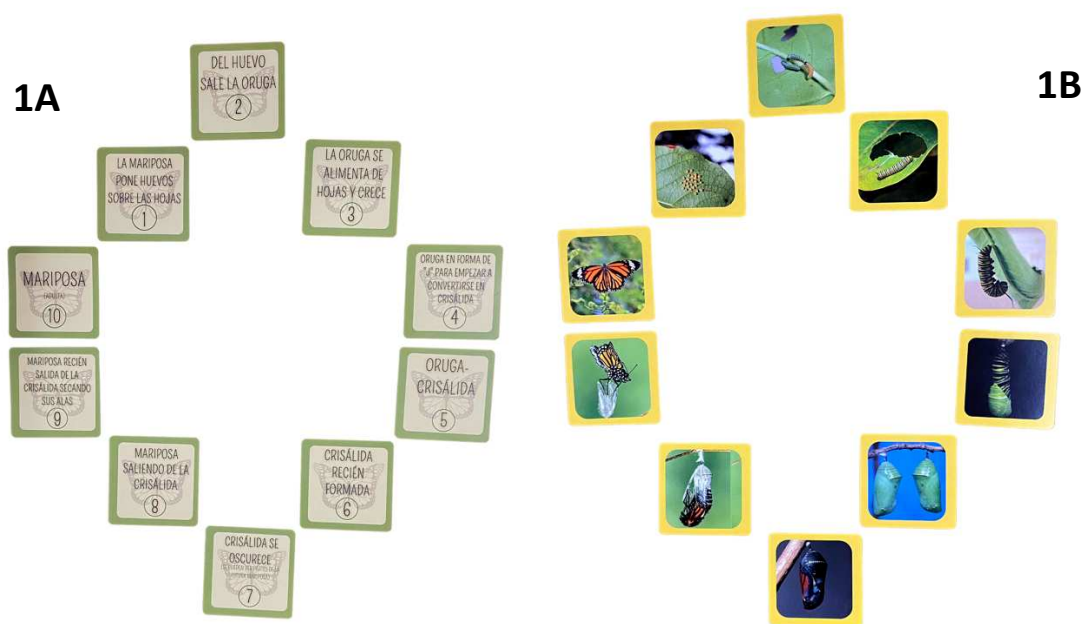 1A
1B
DEL HUEVO
SALE LA ORUGA
2
LA MARIPOSA
PONE HUEVOS
SOBRE LAS HOJAS
1
LA ORUGA SE
ALIMENTA DE
HOJAS Y CRECE
3
MARIPOSA
(ADULTA)
10
ORUGA EN FORMA DE
"J" PARA EMPEZAR A
CONVERTIRSE EN
CRISÁLIDA
4
MARIPOSA RECIÉN
SALIDA DE LA
CRISÁLIDA SECANDO
SUS ALAS
9
ORUGA-
CRISÁLIDA
5
MARIPOSA
SALIENDO DE LA
CRISÁLIDA
8
CRISÁLIDA
RECIÉN
FORMADA
6
CRISÁLIDA SE
OSCURECE
7